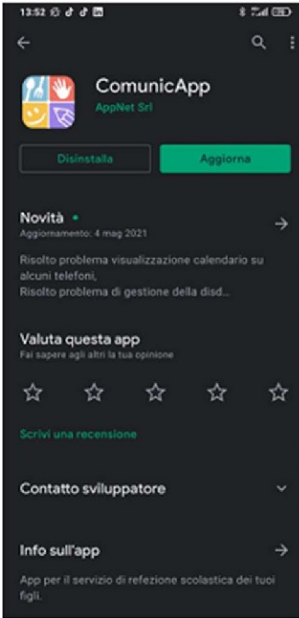 13:52
ComunicApp
AppNet Srl
Disinstalla
Aggiorna
Novità
Aggiornamento: 4 mag 2021
Risolto problema visualizzazione calendario su
alcuni telefoni,
Risolto problema di gestione della disd...
Valuta questa app
Fai sapere agli altri la tua opinione
Scrivi una recensione
Contatto sviluppatore
Info sull'app
App per il servizio di refezione scolastica dei tuoi
figli.